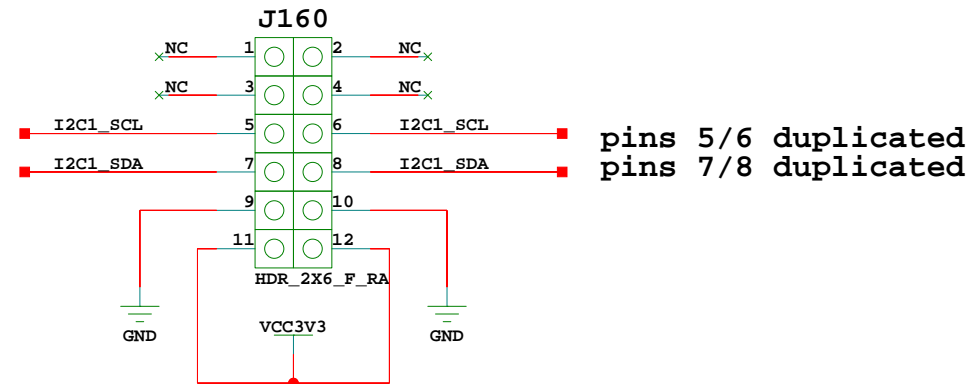 J160
NC 1 2 NC
NC 3 4 NC
I2C1_SCL 5 6 I2C1_SCL pins 5/6 duplicated
I2C1_SDA 7 8 I2C1_SDA pins 7/8 duplicated
9 10
11 12
HDR_2X6_F_RA
GND VCC3V3 GND